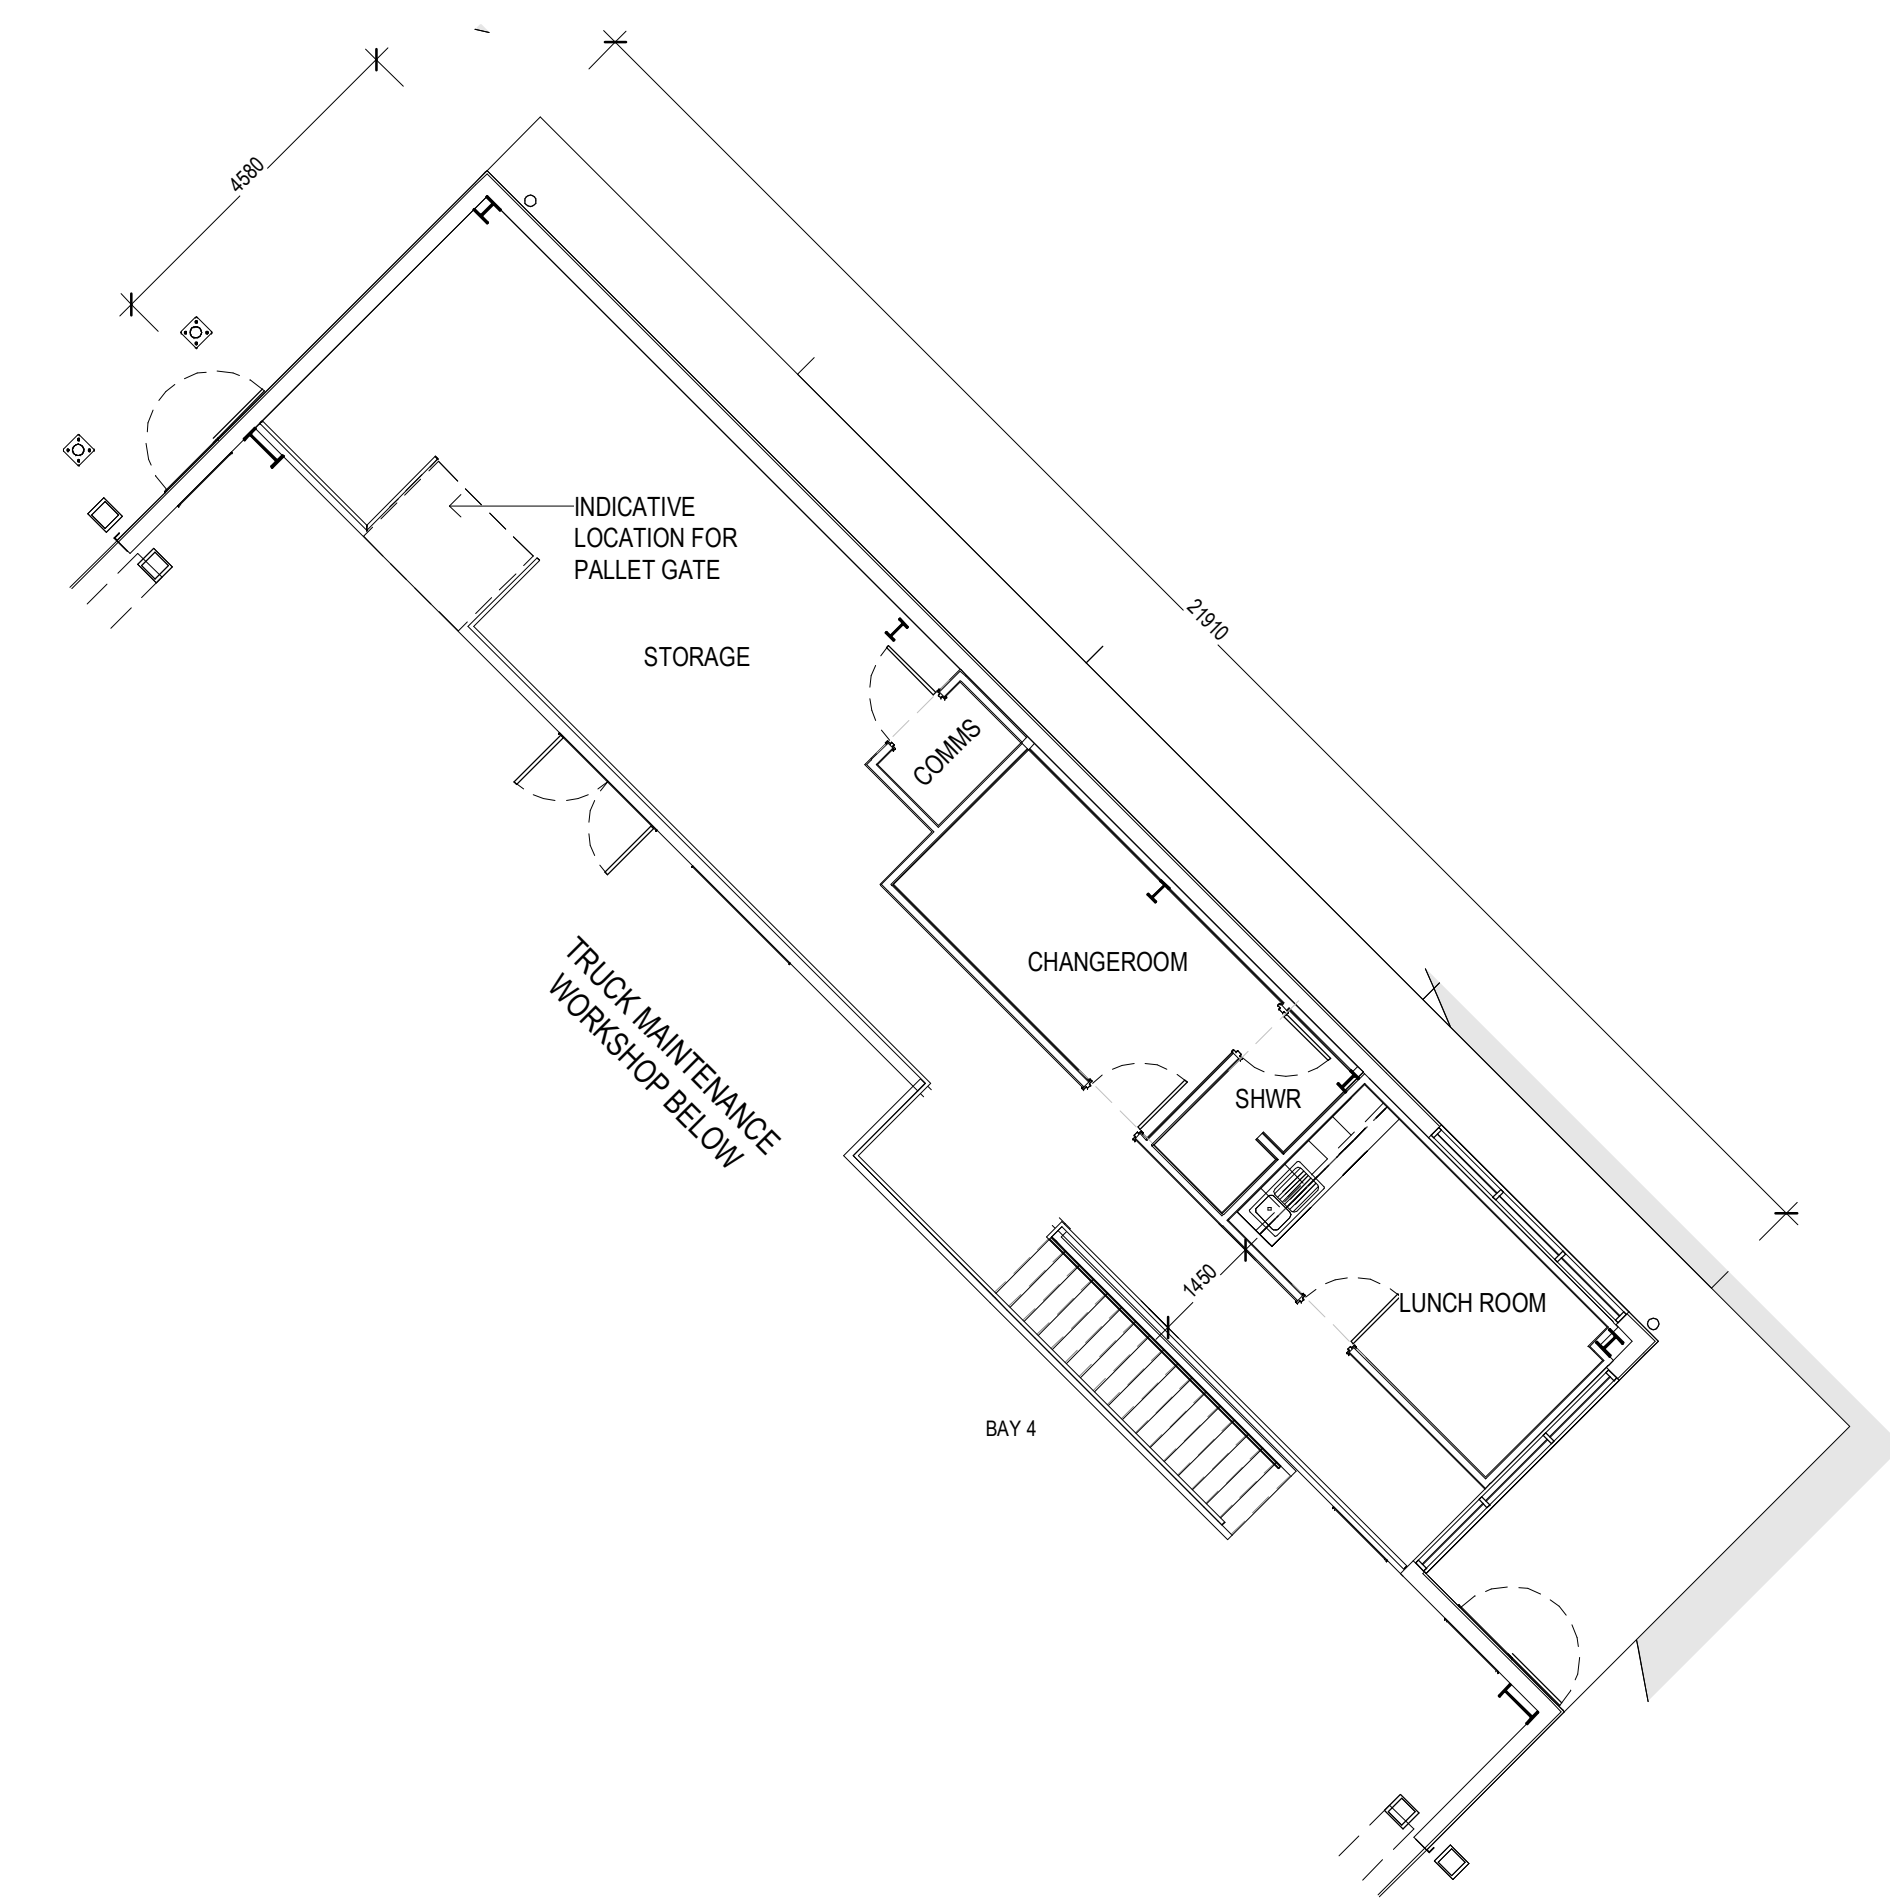 4580
INDICATIVE
LOCATION FOR
PALLET GATE
21910
STORAGE
COMMS
CHANGEROOM
TRUCK MAINTENANCE
WORKSHOP BELOW
SHWR
1450
LUNCH ROOM
BAY 4